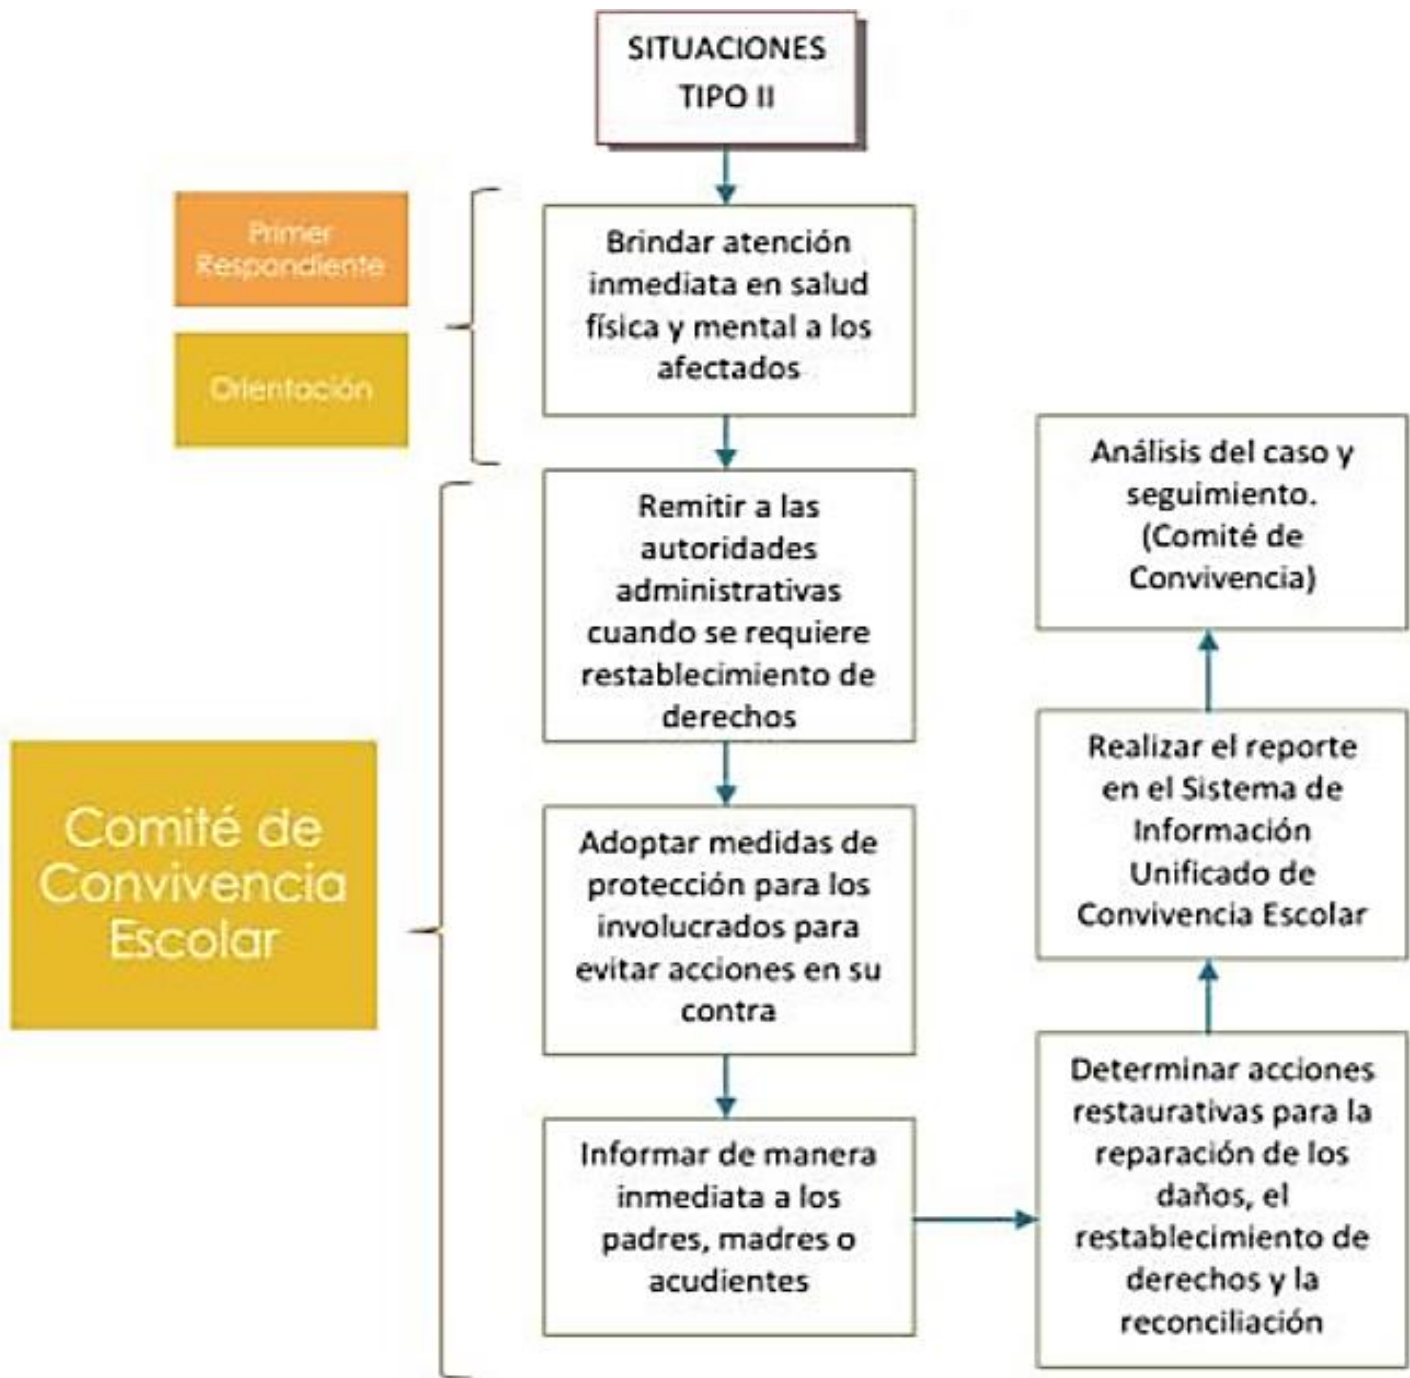 SITUACIONES
TIPO II
Primer
Respondiente
Orientación
Brindar atención
inmediata en salud
física y mental a los
afectados
Comité de
Convivencia
Escolar
Remitir a las
autoridades
administrativas
cuando se requiere
restablecimiento de
derechos
Adoptar medidas de
protección para los
involucrados para
evitar acciones en su
contra
Informar de manera
inmediata a los
padres, madres o
acudientes
Determinar acciones
restaurativas para la
reparación de los
daños, el
restablecimiento de
derechos y la
reconciliación
Realizar el reporte
en el Sistema de
Información
Unificado de
Convivencia Escolar
Análisis del caso y
seguimiento.
(Comité de
Convivencia)